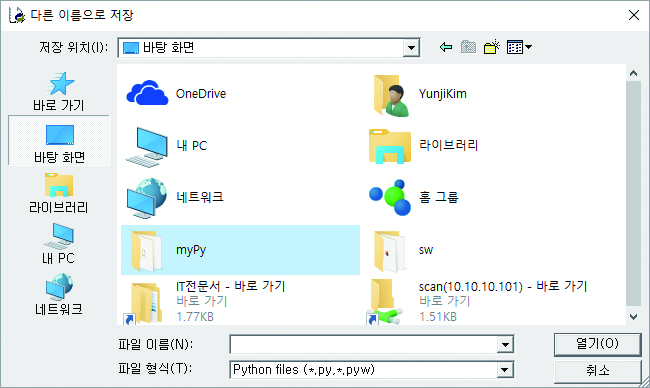 다른 이름으로 저장
저장 위치(I): 바탕 화면
바로 가기
바탕 화면
라이브러리
내 PC
네트워크
OneDrive
YunjiKim
내 PC
라이브러리
네트워크
홈 그룹
myPy
sw
IT전문서 - 바로 가기
바로 가기
1.77KB
scan(10.10.10.101) - 바로 가기
바로 가기
1.51KB
파일 이름(N):
열기(O)
파일 형식(T): Python files (*.py,*.pyw)
취소